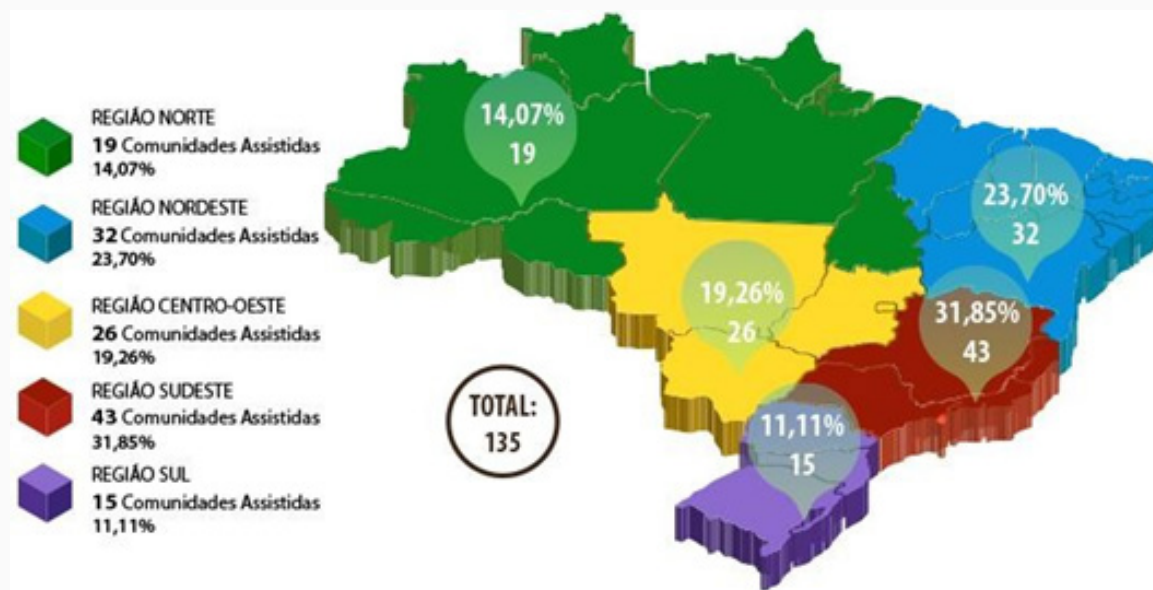 REGIÃO NORTE
19 Comunidades Assistidas
14,07%
REGIÃO NORDESTE
32 Comunidades Assistidas
23,70%
REGIÃO CENTRO-OESTE
26 Comunidades Assistidas
19,26%
REGIÃO SUDESTE
43 Comunidades Assistidas
31,85%
REGIÃO SUL
15 Comunidades Assistidas
11,11%
TOTAL:
135
14,07%
19
23,70%
32
19,26%
26
31,85%
43
11,11%
15